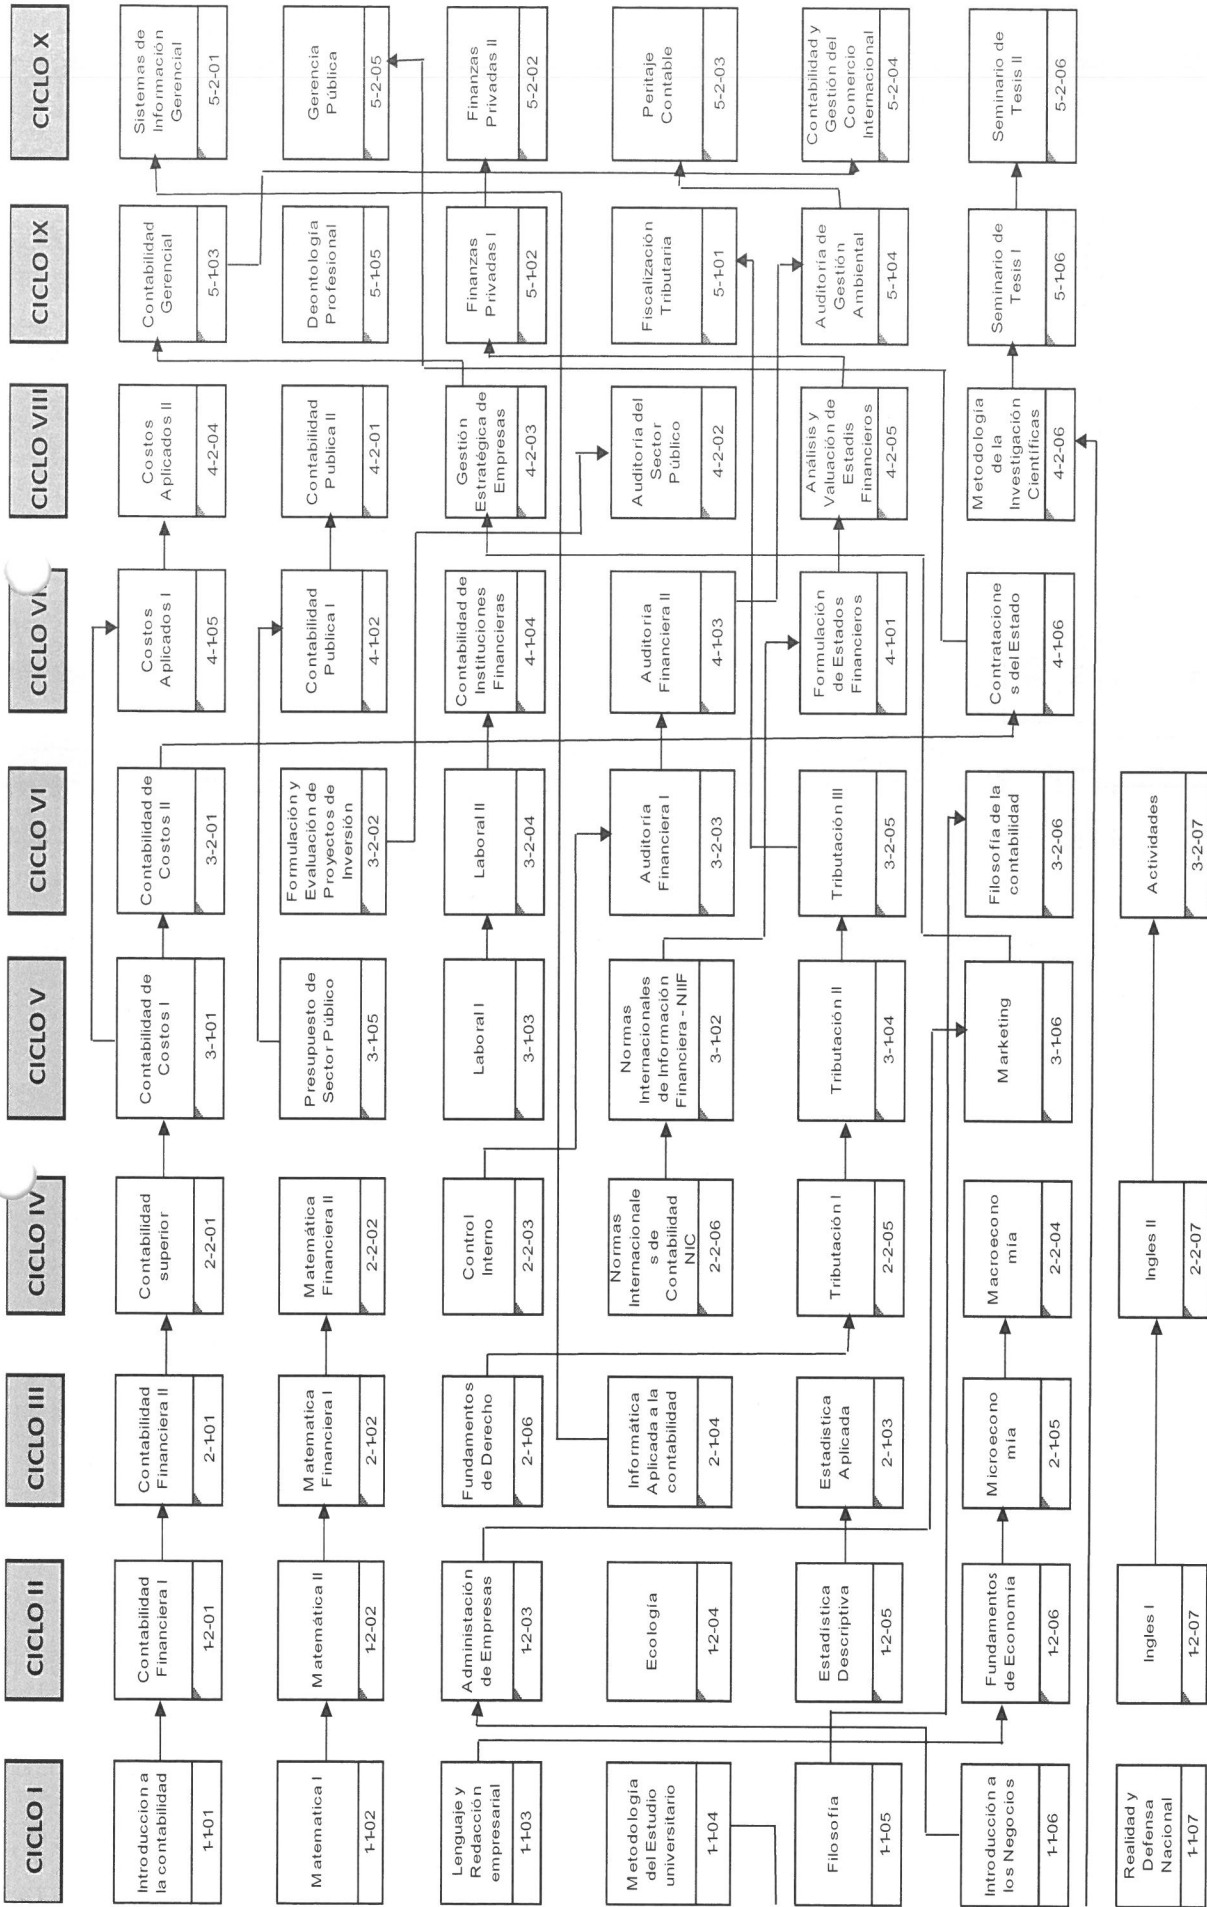 CICLO I
Introduccion a
la contabilidad
1-1-01
Matematica I
1-1-02
Lenguaje y
Redacción
empresarial
1-1-03
Metodología
del Estudio
universitario
1-1-04
Filosofía
1-1-05
Introducción a
los Negocios
1-1-06
Realidad y
Defensa
Nacional
1-1-07
CICLO II
Contabilidad
Financiera I
1-2-01
Matemática II
1-2-02
Administación
de Empresas
1-2-03
Ecología
1-2-04
Estadística
Descriptiva
1-2-05
Fundamentos
de Economía
1-2-06
Ingles I
1-2-07
CICLO III
Contabilidad
Financiera II
2-1-01
Matematica
Financiera I
2-1-02
Fundamentos
de Derecho
2-1-06
Informática
Aplicada a la
contabilidad
2-1-04
Estadistica
Aplicada
2-1-03
Microecono
mía
2-1-05
CICLO IV
Contabilidad
superior
2-2-01
Matemática
Financiera II
2-2-02
Control
Interno
2-2-03
Normas
Internacionale
s de
Contabilidad
NIC
2-2-06
Tributación I
2-2-05
Macroecono
mía
2-2-04
Ingles II
2-2-07
CICLO V
Contabilidad de
Costos I
3-1-01
Presupuesto de
Sector Público
3-1-05
Laboral I
3-1-03
Normas
Internacionales
de Información
Financiera - NIIF
3-1-02
Tributación II
3-1-04
Marketing
3-1-06
CICLO VI
Contabilidad de
Costos II
3-2-01
Formulación y
Evaluación de
Proyectos de
Inversión
3-2-02
Laboral II
3-2-04
Auditoría
Financiera I
3-2-03
Tributación III
3-2-05
Filosofía de la
contabilidad
3-2-06
Actividades
3-2-07
CICLO VI
Costos
Aplicados I
4-1-05
Contabilidad
Publica I
4-1-02
Contabilidad de
Instituciones
Financieras
4-1-04
Auditoría
Financiera II
4-1-03
Formulación
de Estados
Financieros
4-1-01
Contratacione
s del Estado
4-1-06
CICLO VIII
Costos
Aplicados II
4-2-04
Contabilidad
Publica II
4-2-01
Gestión
Estratégica de
Empresas
4-2-03
Auditoría del
Sector
Público
4-2-02
Análisis y
Valuación de
Estadis
Financieros
4-2-05
Metodología
de la
Investigación
Científicas
4-2-06
CICLO IX
Contabilidad
Gerencial
5-1-03
Deontología
Profesional
5-1-05
Finanzas
Privadas I
5-1-02
Fiscalización
Tributaria
5-1-01
Auditoría de
Gestión
Ambiental
5-1-04
Seminario de
Tesis I
5-1-06
CICLO X
Sistemas de
Información
Gerencial
5-2-01
Gerencia
Pública
5-2-05
Finanzas
Privadas II
5-2-02
Peritaje
Contable
5-2-03
Contabilidad y
Gestión del
Comercio
Internacional
5-2-04
Seminario de
Tesis II
5-2-06